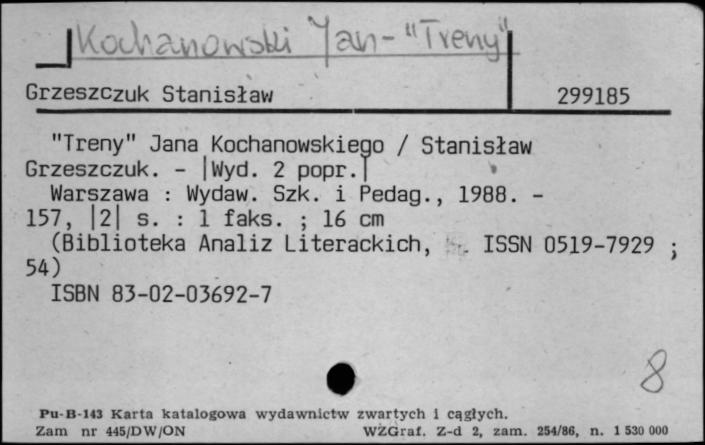 Kochanowski Jan - "Treny"
Grzeszczuk Stanisław 299185
"Treny" Jana Kochanowskiego / Stanisław
Grzeszczuk. - |Wyd. 2 popr.|
Warszawa : Wydaw. Szk. i Pedag., 1988. -
157, |2| s. : 1 faks. ; 16 cm
(Biblioteka Analiz Literackich, ISSN 0519-7929 ;
54)
ISBN 83-02-03692-7
8
Pu-B-143 Karta katalogowa wydawnictw zwartych i cągłych.
Zam nr 445/DW/ON WZGraf. Z-d 2, zam. 254/86, n. 1 530 000